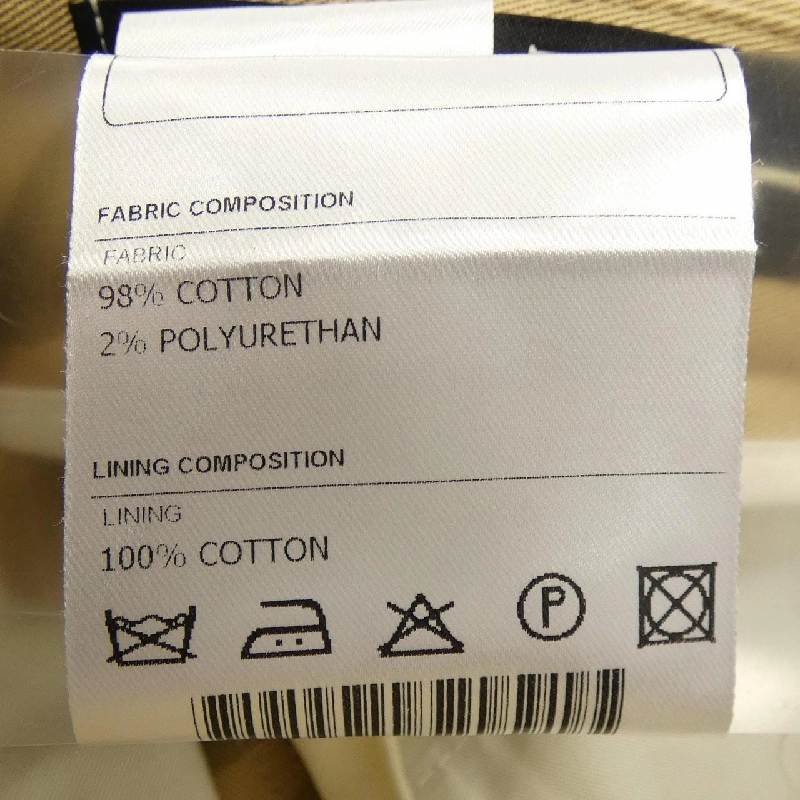 FABRIC COMPOSITION
FABRIC
98% COTTON
2% POLYURETHAN
LINING COMPOSITION
LINING
100% COTTON
P